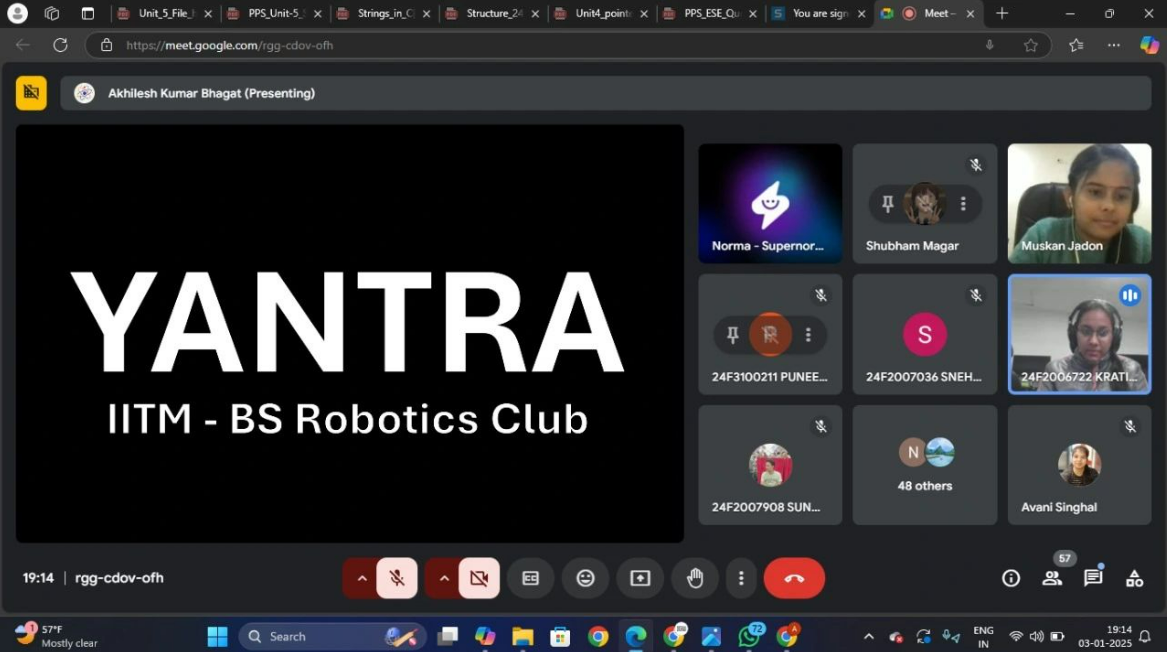 Unit_5_File_
PPS_Unit-5_
Strings_in_C
Structure_24
Unit4_pointe
PPS_ESE_Qu
You are sign
Meet –
https://meet.google.com/rgg-cdov-ofh
Akhilesh Kumar Bhagat (Presenting)
YANTRA
IITM - BS Robotics Club
Norma - Supernor...
Shubham Magar
Muskan Jadon
24F3100211 PUNEE...
S
24F2007036 SNEH...
24F2006722 KRATI...
24F2007908 SUN...
N
48 others
Avani Singhal
19:14 | rgg-cdov-ofh
57
1
57°F
Mostly clear
Search
72
ENG
IN
19:14
03-01-2025